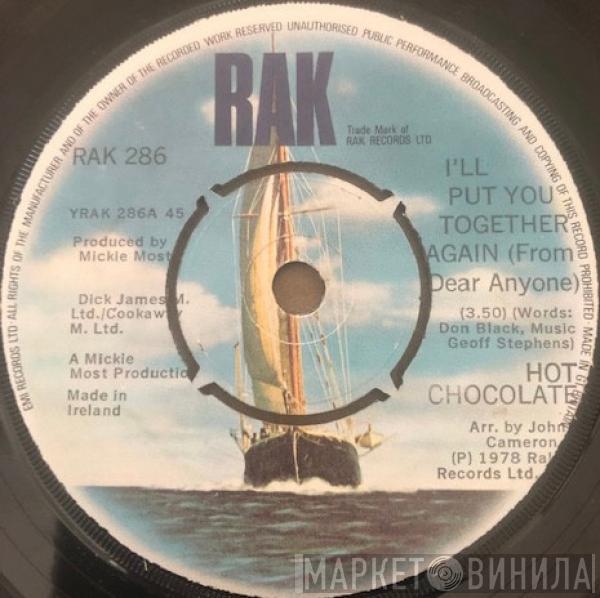 EMI RECORDS LTD·ALL RIGHTS OF THE MANUFACTURER AND OF THE OWNER OF THE RECORDED WORK RESERVED UNAUTHORISED PUBLIC PERFORMANCE BROADCASTING AND COPYING OF THIS RECORD PROHIBITED MADE IN
RAK
Trade Mark of
RAK RECORDS LTD
RAK 286
YRAK 286A 45
Produced by
Mickie Most
Dick James M.
Ltd./Cookaway
M. Ltd.
A Mickie
Most Production
Made in
Ireland
I'LL
PUT YOU
TOGETHER
AGAIN (From
Dear Anyone)
(3.50) (Words:
Don Black, Music
Geoff Stephens)
HOT
CHOCOLATE
Arr. by John
Cameron
(P) 1978 Rak
Records Ltd.
МАРКЕТ ВИНИЛА